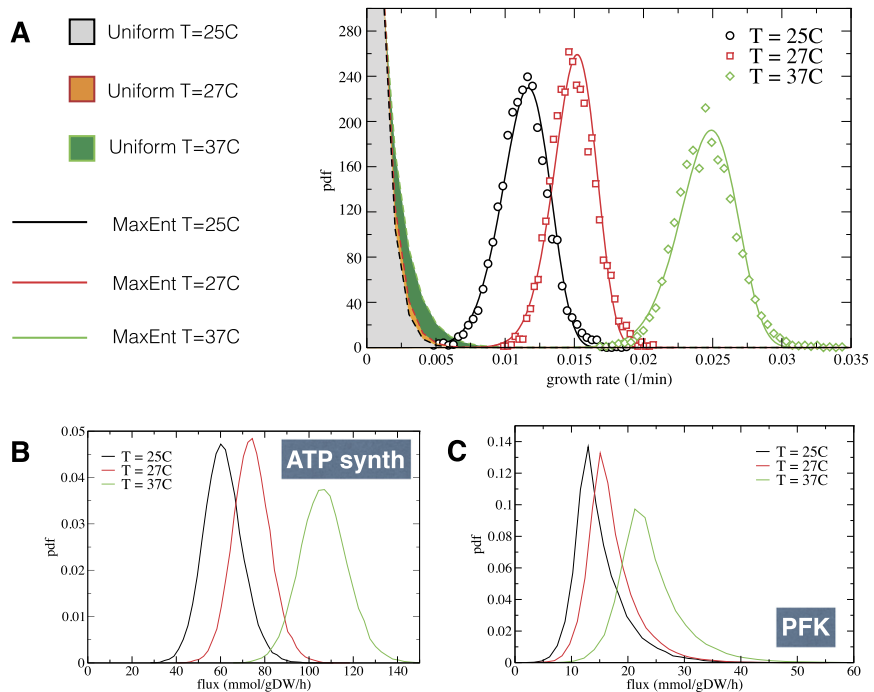 A
Uniform T=25C
Uniform T=27C
Uniform T=37C
MaxEnt T=25C
MaxEnt T=27C
MaxEnt T=37C
280
240
200
160
120
80
40
0
pdf
T = 25C
T = 27C
T = 37C
0
0.005
0.01
0.015
0.02
0.025
0.03
0.035
growth rate (1/min)
B
0.05
0.04
0.03
0.02
0.01
0
pdf
T = 25C
T = 27C
T = 37C
ATP synth
0
20
40
60
80
100
120
140
flux (mmol/gDW/h)
C
0.14
0.12
0.1
0.08
0.06
0.04
0.02
0
pdf
T = 25C
T = 27C
T = 37C
PFK
0
10
20
30
40
50
60
flux (mmol/gDW/h)